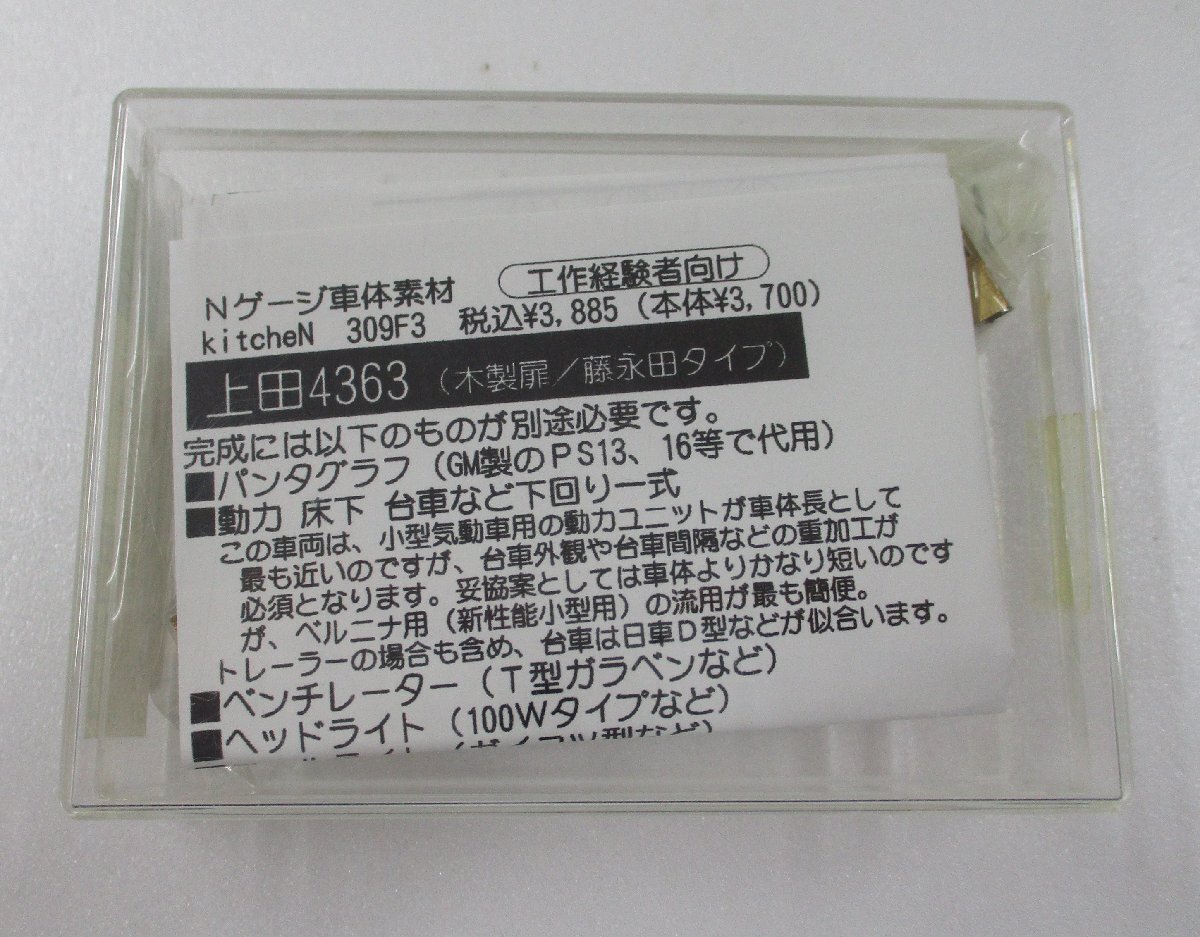 Nゲージ車体素材 工作経験者向け
kitcheN 309F3 税込¥3,885（本体¥3,700）
上田4363（木製扉／藤永田タイプ）
完成には以下のものが別途必要です。
■パンタグラフ（GM製のPS13、16等で代用）
■動力 床下 台車など下回り一式
この車両は、小型気動車用の動力ユニットが車体長として
最も近いのですが、台車外観や台車間隔などの重加工が
必須となります。妥協案としては車体よりかなり短いのです
が、ベルニナ用（新性能小型用）の流用が最も簡便。
トレーラーの場合も含め、台車は日車D型などが似合います。
■ベンチレーター（T型ガラベンなど）
■ヘッドライト（100Wタイプなど）